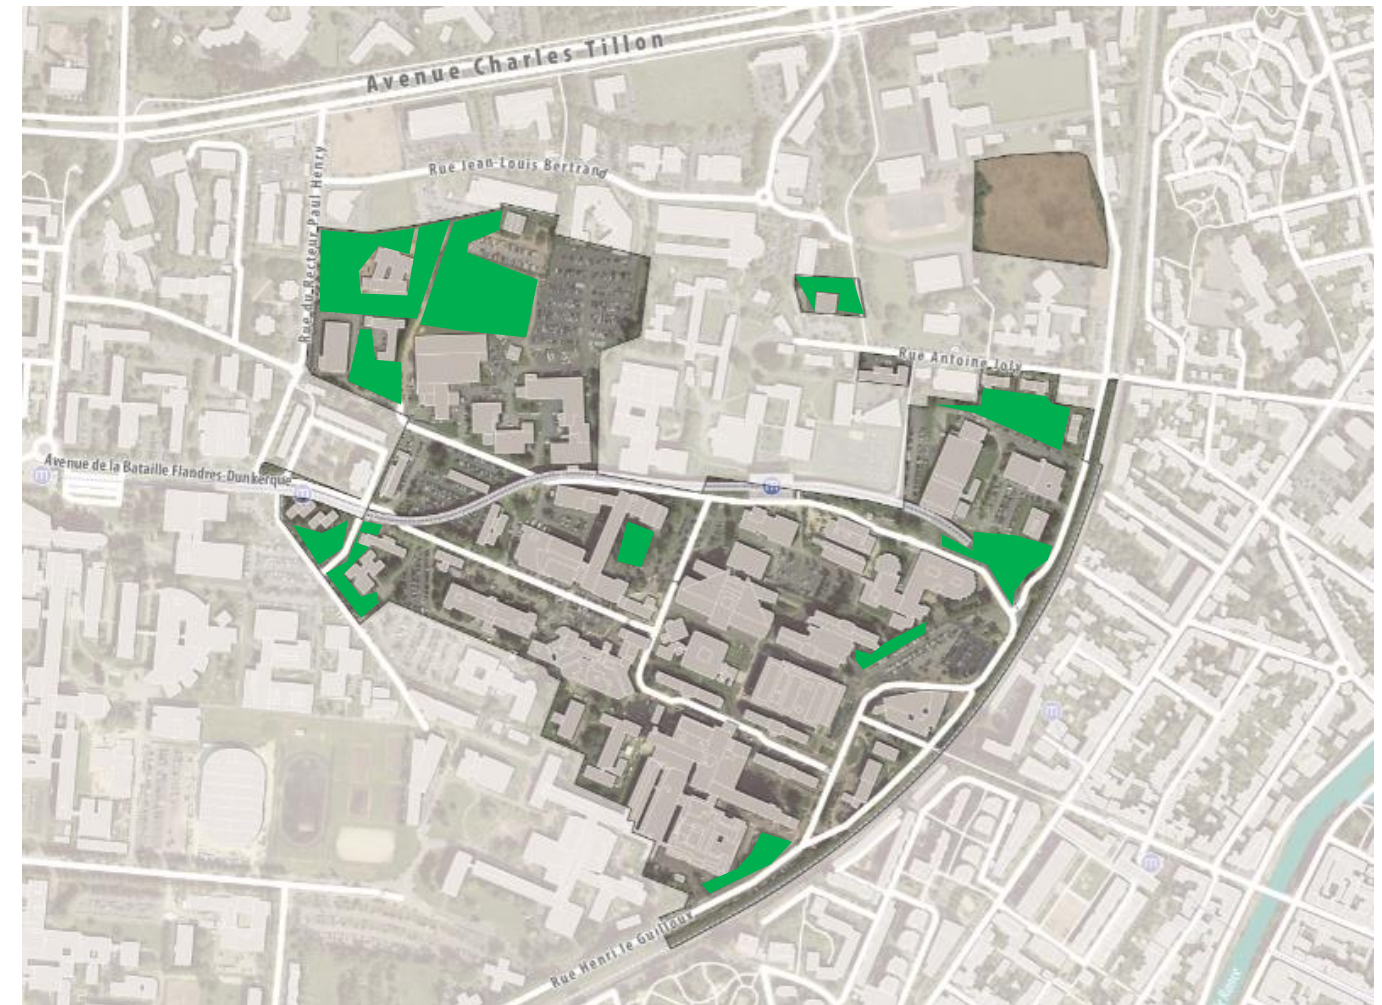 Avenue Charles Tillon
Rue Jean-Louis Bertrand
Rue du Recteur Paul Henry
Rue Antoine Joly
Avenue de la Bataille Flandres-Dunkerque
m
m
m
m
m
Rue Henri le Guilloux